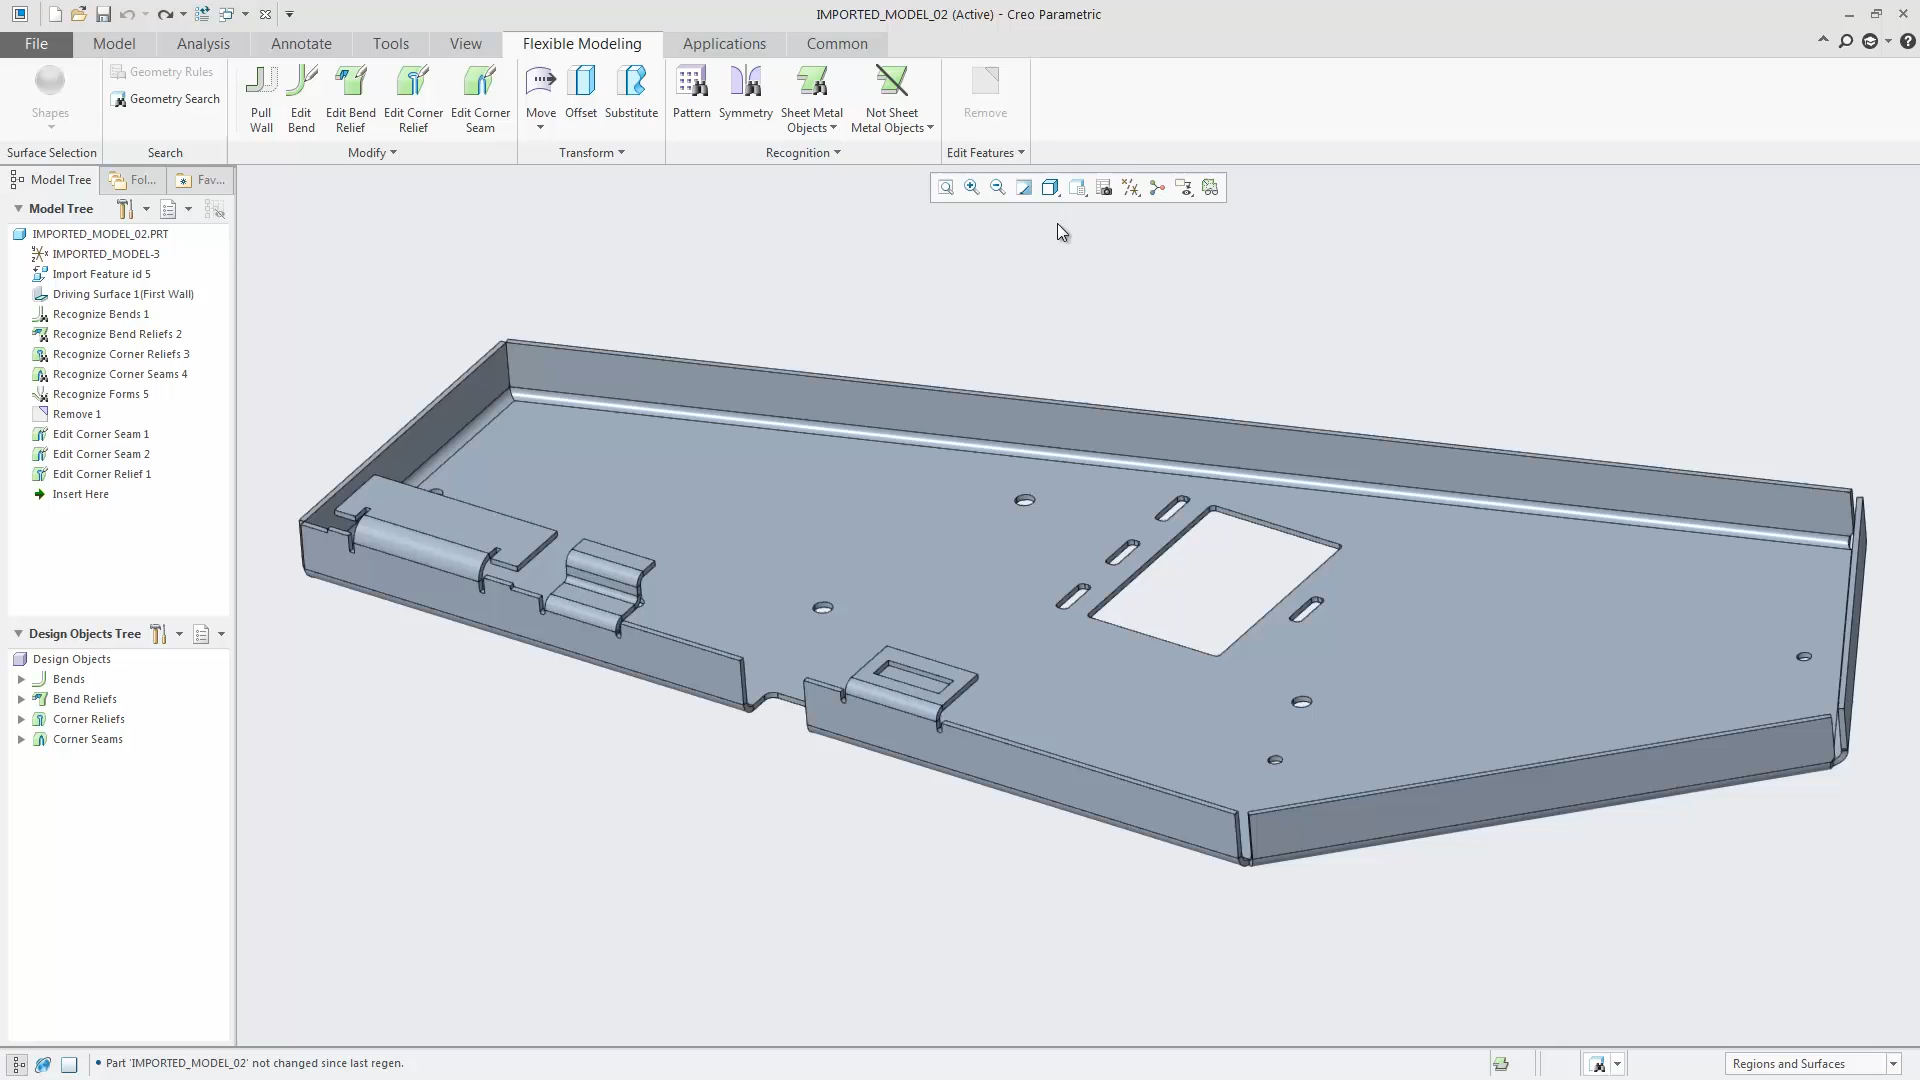 IMPORTED_MODEL_02 (Active) - Creo Parametric
File
Model
Analysis
Annotate
Tools
View
Flexible Modeling
Applications
Common
Shapes
Surface Selection
Geometry Rules
Geometry Search
Search
Pull
Wall
Edit
Bend
Edit Bend
Relief
Edit Corner
Relief
Edit Corner
Seam
Modify
Move
Offset
Substitute
Transform
Pattern
Symmetry
Sheet Metal
Objects
Not Sheet
Metal Objects
Recognition
Remove
Edit Features
Model Tree
Fol...
Fav...
Model Tree
IMPORTED_MODEL_02.PRT
IMPORTED_MODEL-3
Import Feature id 5
Driving Surface 1(First Wall)
Recognize Bends 1
Recognize Bend Reliefs 2
Recognize Corner Reliefs 3
Recognize Corner Seams 4
Recognize Forms 5
Remove 1
Edit Corner Seam 1
Edit Corner Seam 2
Edit Corner Relief 1
Insert Here
Design Objects Tree
Design Objects
Bends
Bend Reliefs
Corner Reliefs
Corner Seams
• Part 'IMPORTED_MODEL_02' not changed since last regen.
Regions and Surfaces